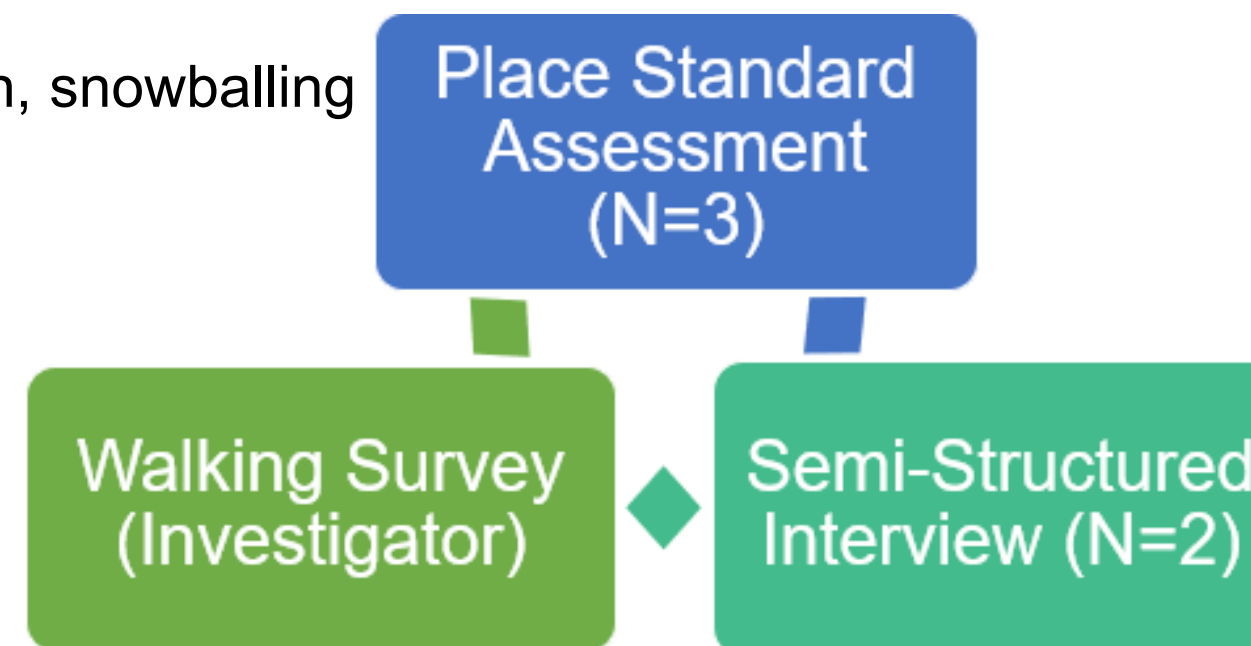 , snowballing
Place Standard
Assessment
(N=3)
Walking Survey
(Investigator)
Semi-Structured
Interview (N=2)